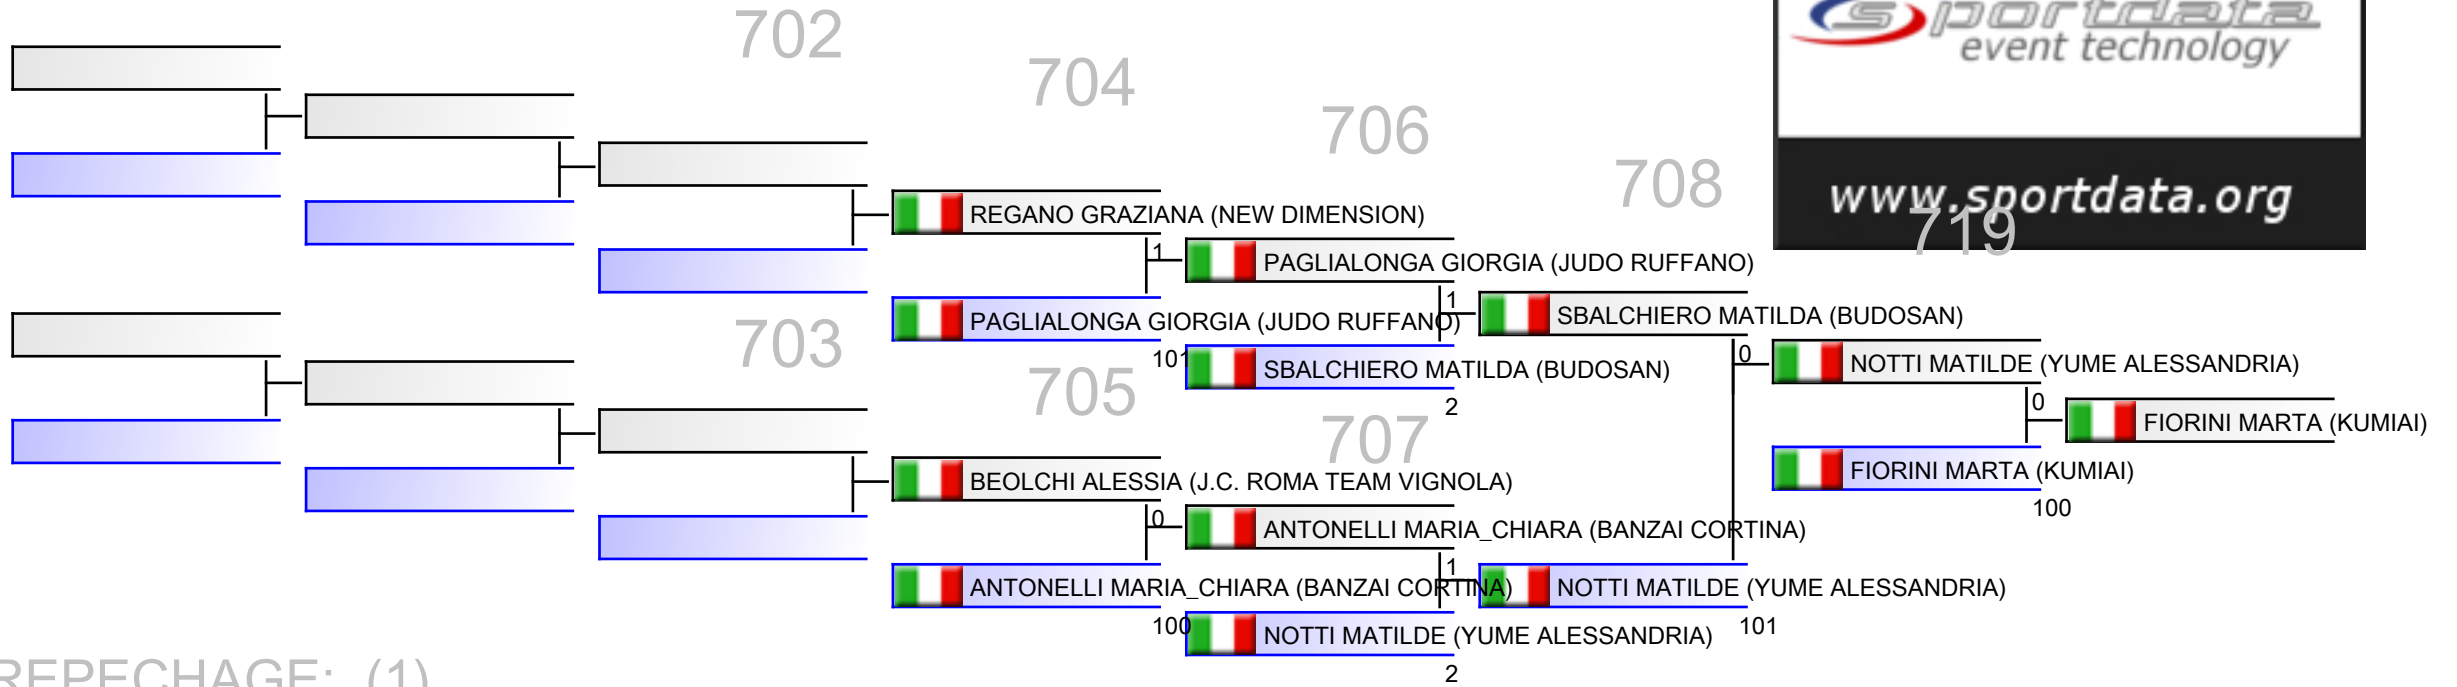 sportdata
event technology
www.sportdata.org
702
704
706
708
719
REGANO GRAZIANA (NEW DIMENSION)
1
PAGLIALONGA GIORGIA (JUDO RUFFANO)
PAGLIALONGA GIORGIA (JUDO RUFFANO)
101
1
SBALCHIERO MATILDA (BUDOSAN)
SBALCHIERO MATILDA (BUDOSAN)
2
0
NOTTI MATILDE (YUME ALESSANDRIA)
0
FIORINI MARTA (KUMIAI)
FIORINI MARTA (KUMIAI)
100
703
705
707
BEOLCHI ALESSIA (J.C. ROMA TEAM VIGNOLA)
0
ANTONELLI MARIA_CHIARA (BANZAI CORTINA)
ANTONELLI MARIA_CHIARA (BANZAI CORTINA)
100
1
NOTTI MATILDE (YUME ALESSANDRIA)
101
NOTTI MATILDE (YUME ALESSANDRIA)
2
REPECHAGE: (1)